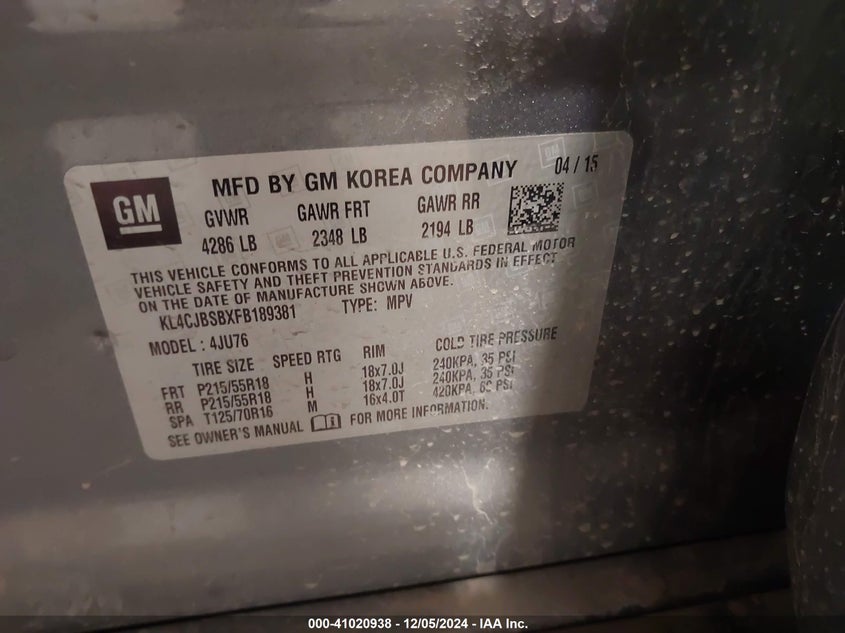 GM
MFD BY GM KOREA COMPANY 04 / 15
GVWR GAWR FRT GAWR RR
4286 LB 2348 LB 2194 LB
THIS VEHICLE CONFORMS TO ALL APPLICABLE U.S. FEDERAL MOTOR
VEHICLE SAFETY AND THEFT PREVENTION STANDARDS IN EFFECT
ON THE DATE OF MANUFACTURE SHOWN ABOVE.
KL4CJBSBXFB189381 TYPE: MPV
MODEL: 4JU76
TIRE SIZE SPEED RTG RIM COLD TIRE PRESSURE
FRT P215/55R18 H 18x7.0J 240KPA, 35 PSI
RR P215/55R18 H 18x7.0J 240KPA, 35 PSI
SPA T125/70R16 M 16x4.0T 420KPA, 60 PSI
SEE OWNER'S MANUAL FOR MORE INFORMATION.
000-41020938 - 12/05/2024 - IAA Inc.